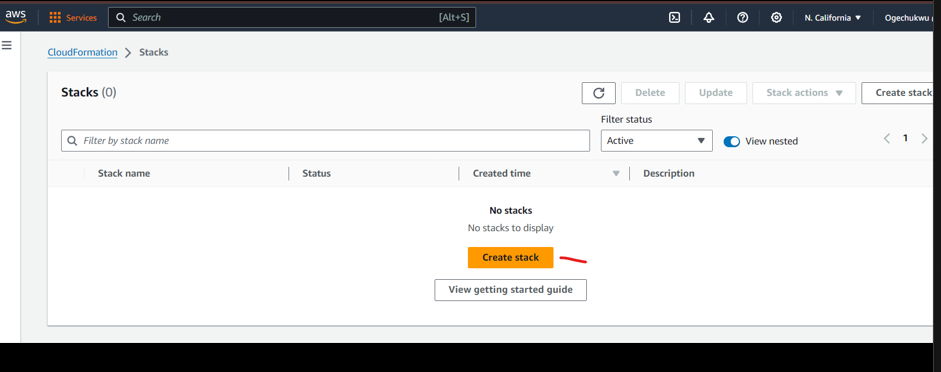 aws
Services
Search [Alt+S]
N. California
Ogechukwu
CloudFormation > Stacks
Stacks (0)
Delete
Update
Stack actions
Create stack
Filter status
Filter by stack name
Active
View nested
1
Stack name
Status
Created time
Description
No stacks
No stacks to display
Create stack
View getting started guide